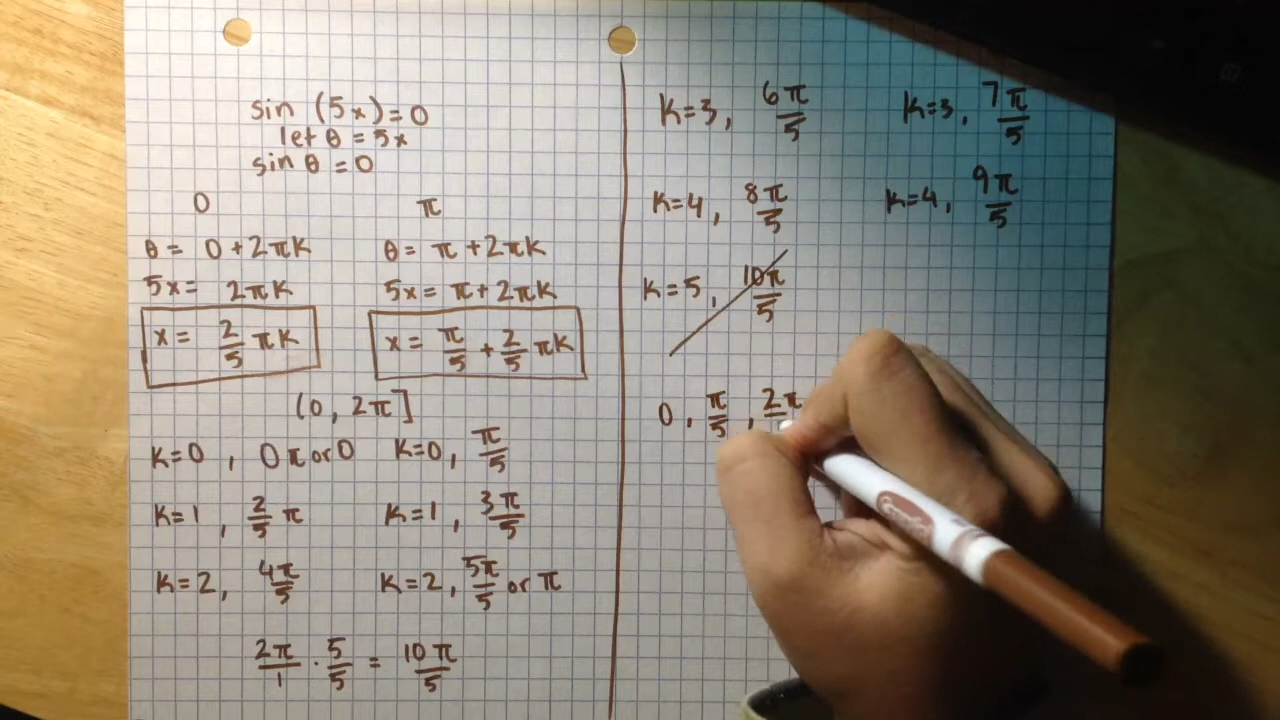 sin (5x) = 0
let θ = 5x
sin θ = 0
0 π
θ = 0 + 2πK θ = π + 2πK
5x = 2πK 5x = π + 2πK
x = 2/5 πK x = π/5 + 2/5 πK
(0, 2π]
K=0, 0π or 0 K=0, π/5
K=1, 2/5 π K=1, 3π/5
K=2, 4π/5 K=2, 5π/5 or π
2π/1 · 5/5 = 10π/5
K=3, 6π/5 K=3, 7π/5
K=4, 8π/5 K=4, 9π/5
K=5, 10π/5
0, π/5, 2π